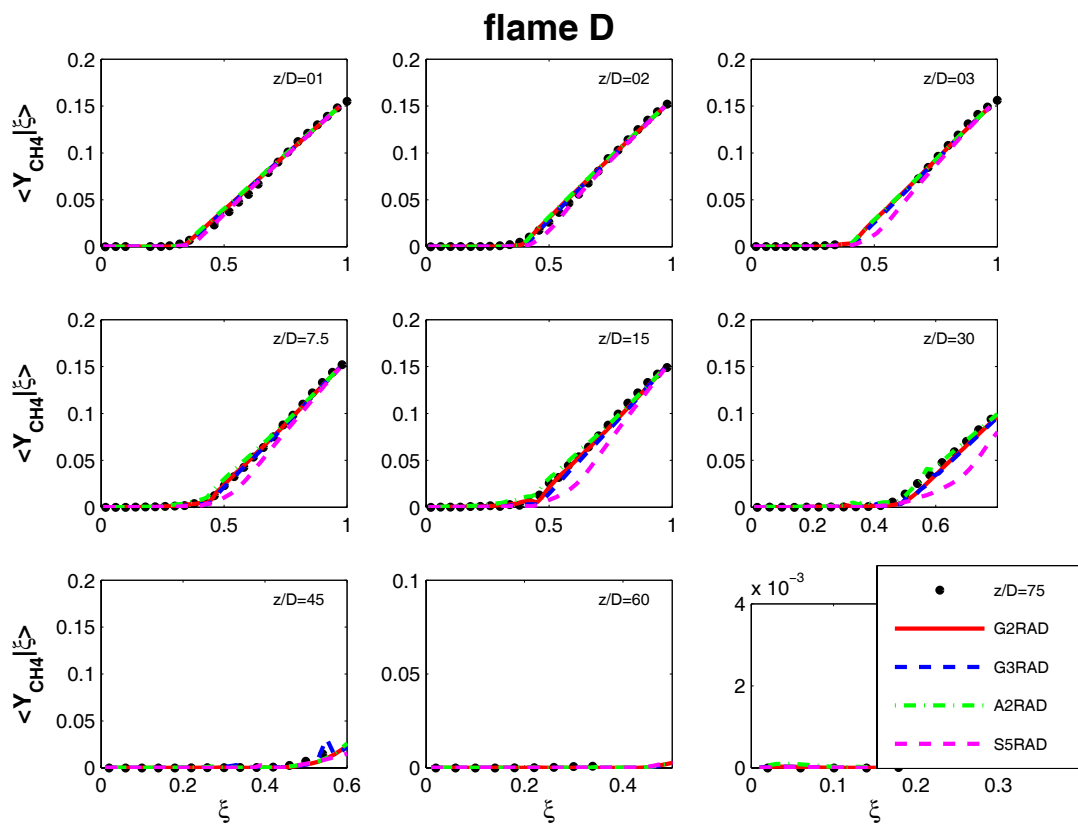 flame D
<Y_CH4|ξ>
0.2
0.15
0.1
0.05
0
z/D=01
0 0.5 1
0.2
0.15
0.1
0.05
0
z/D=02
0 0.5 1
0.2
0.15
0.1
0.05
0
z/D=03
0 0.5 1
<Y_CH4|ξ>
0.2
0.15
0.1
0.05
0
z/D=7.5
0 0.5 1
0.2
0.15
0.1
0.05
0
z/D=15
0 0.5 1
0.2
0.15
0.1
0.05
0
z/D=30
0 0.2 0.4 0.6
<Y_CH4|ξ>
0.2
0.15
0.1
0.05
0
z/D=45
0 0.2 0.4 0.6
ξ
0.1
0.05
0
z/D=60
0 0.2 0.4
ξ
x 10⁻³
4
2
0
0 0.1 0.2 0.3
ξ
z/D=75
G2RAD
G3RAD
A2RAD
S5RAD